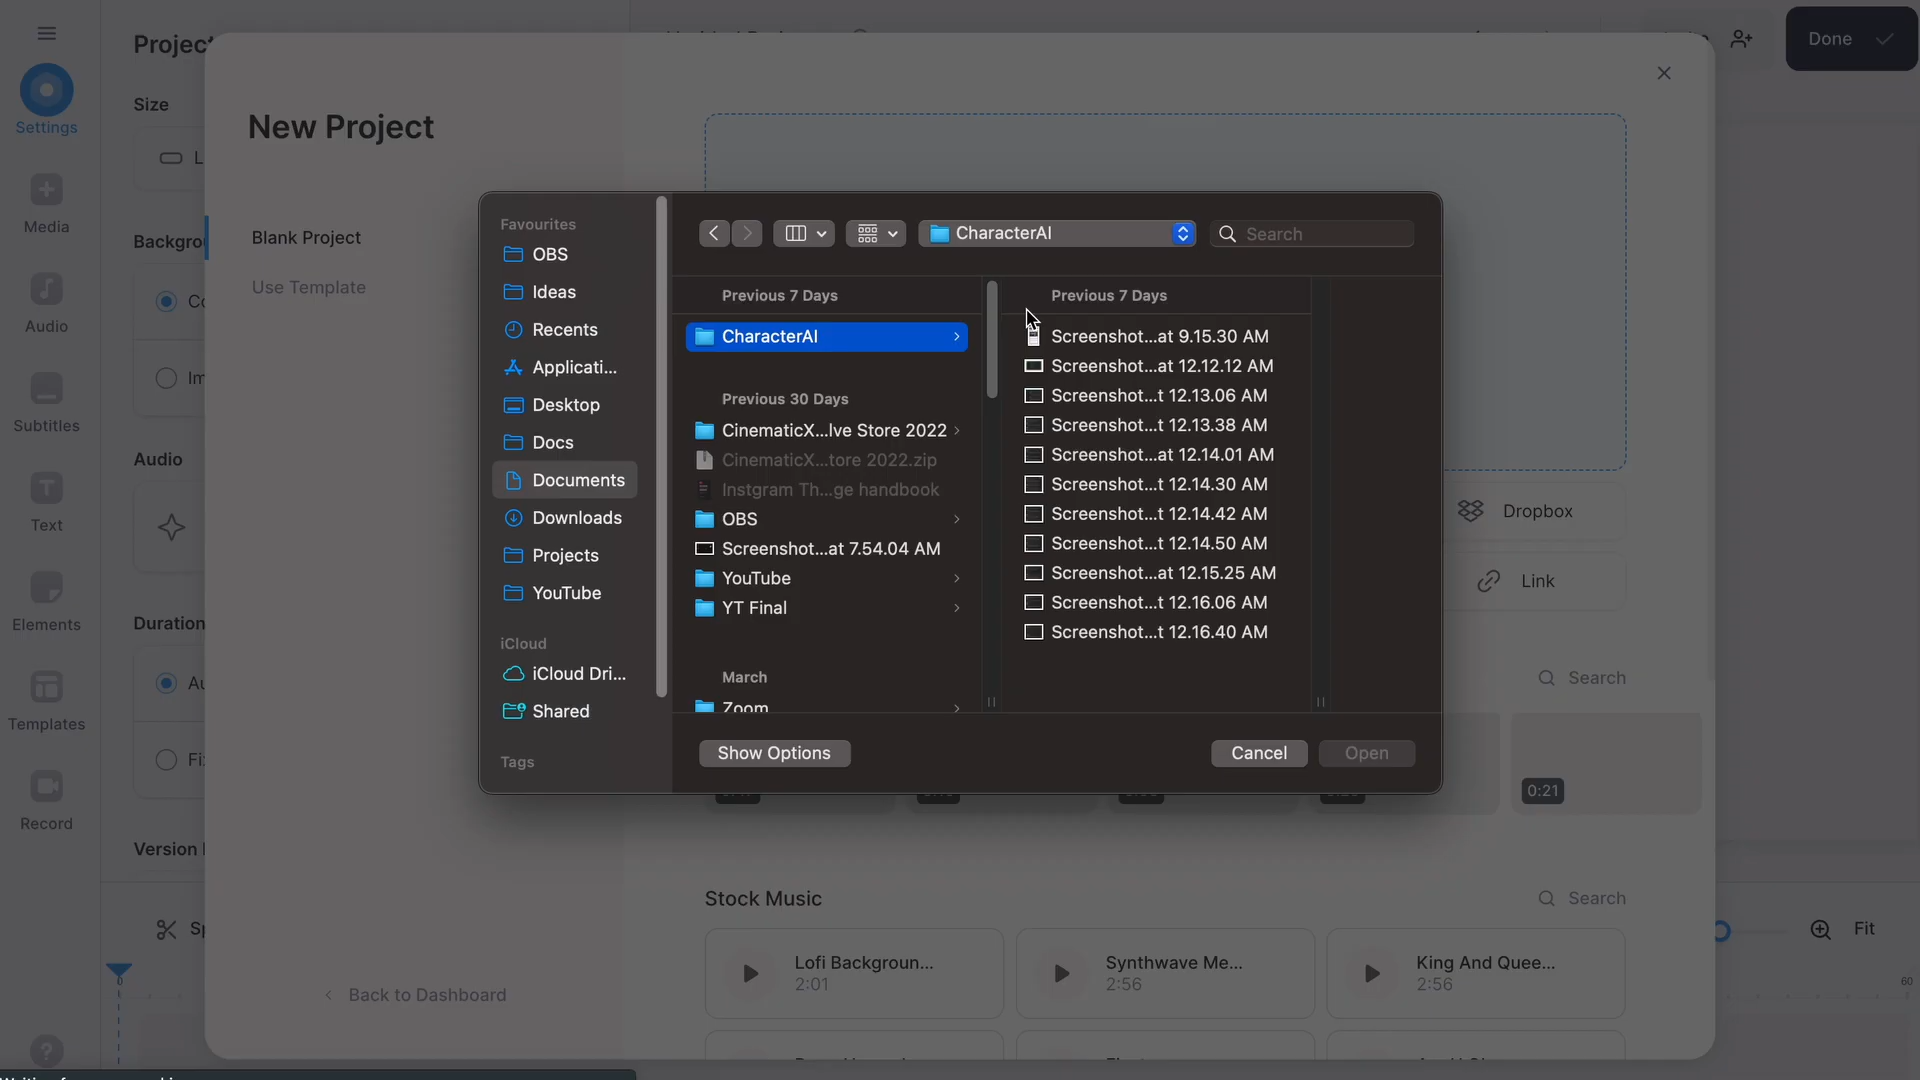 Settings
Media
Audio
Subtitles
Text
Elements
Templates
Record
Project
Size
Backgrou
Audio
Duration
Done
New Project
Blank Project
Use Template
Back to Dashboard
Favourites
OBS
Ideas
Recents
Applicati...
Desktop
Docs
Documents
Downloads
Projects
YouTube
iCloud
iCloud Dri...
Shared
Tags
CharacterAI
Search
Previous 7 Days
CharacterAI
Previous 30 Days
CinematicX...lve Store 2022
CinematicX...tore 2022.zip
Instgram Th...ge handbook
OBS
Screenshot...at 7.54.04 AM
YouTube
YT Final
March
Zoom
Previous 7 Days
Screenshot...at 9.15.30 AM
Screenshot...at 12.12.12 AM
Screenshot...t 12.13.06 AM
Screenshot...t 12.13.38 AM
Screenshot...at 12.14.01 AM
Screenshot...t 12.14.30 AM
Screenshot...t 12.14.42 AM
Screenshot...t 12.14.50 AM
Screenshot...at 12.15.25 AM
Screenshot...t 12.16.06 AM
Screenshot...t 12.16.40 AM
Show Options
Cancel
Open
Dropbox
Link
Search
0:21
Stock Music
Search
Lofi Backgroun...
2:01
Synthwave Me...
2:56
King And Quee...
2:56
Version
Fit
0
60